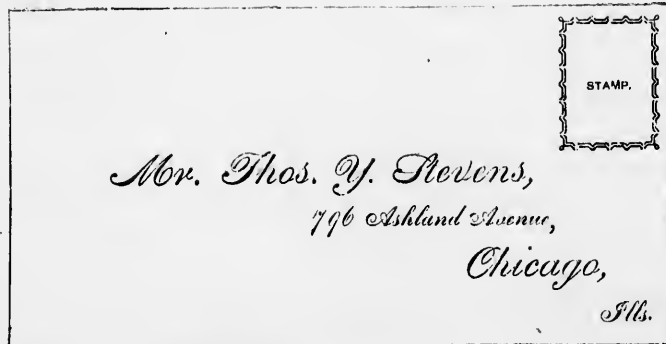 STAMP.
Mr. Thos. Y. Stevens,
796 Ashland Avenue,
Chicago,
Ills.